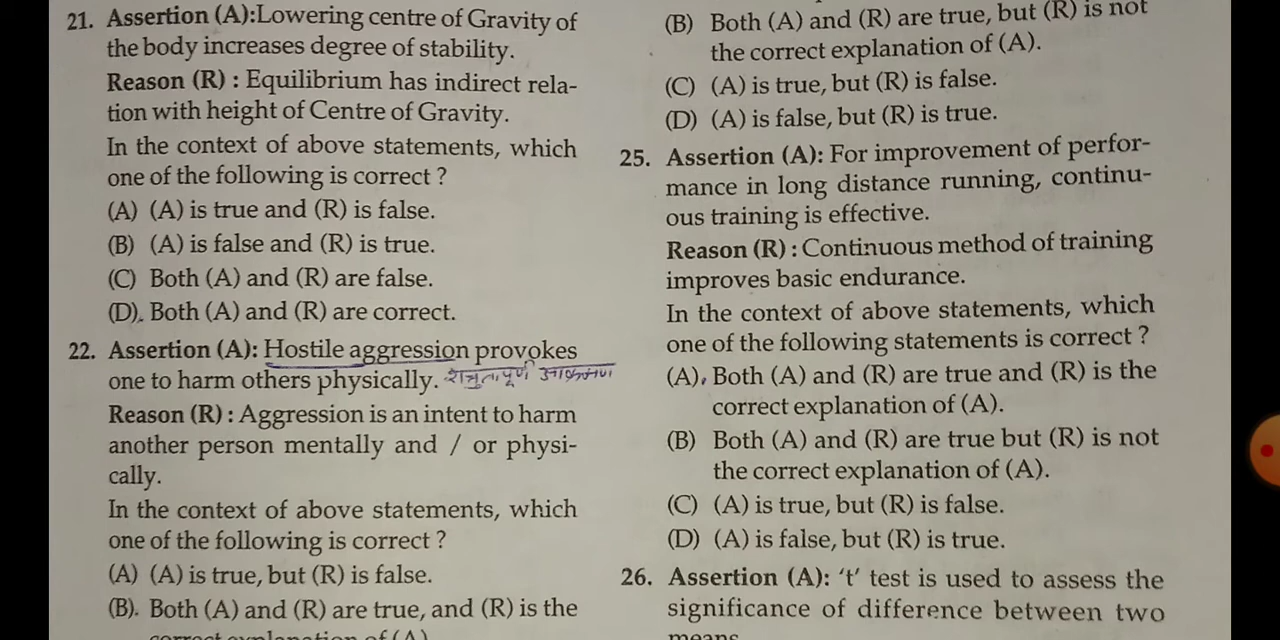 21. Assertion (A):Lowering centre of Gravity of
the body increases degree of stability.
Reason (R) : Equilibrium has indirect rela-
tion with height of Centre of Gravity.
In the context of above statements, which
one of the following is correct ?
(A) (A) is true and (R) is false.
(B) (A) is false and (R) is true.
(C) Both (A) and (R) are false.
(D). Both (A) and (R) are correct.
22. Assertion (A): Hostile aggression provokes
one to harm others physically. शत्रुतापूर्ण आक्रमण
Reason (R) : Aggression is an intent to harm
another person mentally and / or physi-
cally.
In the context of above statements, which
one of the following is correct ?
(A) (A) is true, but (R) is false.
(B). Both (A) and (R) are true, and (R) is the
correct explanation of (A)
(B) Both (A) and (R) are true, but (R) is not
the correct explanation of (A).
(C) (A) is true, but (R) is false.
(D) (A) is false, but (R) is true.
25. Assertion (A): For improvement of perfor-
mance in long distance running, continu-
ous training is effective.
Reason (R) : Continuous method of training
improves basic endurance.
In the context of above statements, which
one of the following statements is correct ?
(A). Both (A) and (R) are true and (R) is the
correct explanation of (A).
(B) Both (A) and (R) are true but (R) is not
the correct explanation of (A).
(C) (A) is true, but (R) is false.
(D) (A) is false, but (R) is true.
26. Assertion (A): 't' test is used to assess the
significance of difference between two
means